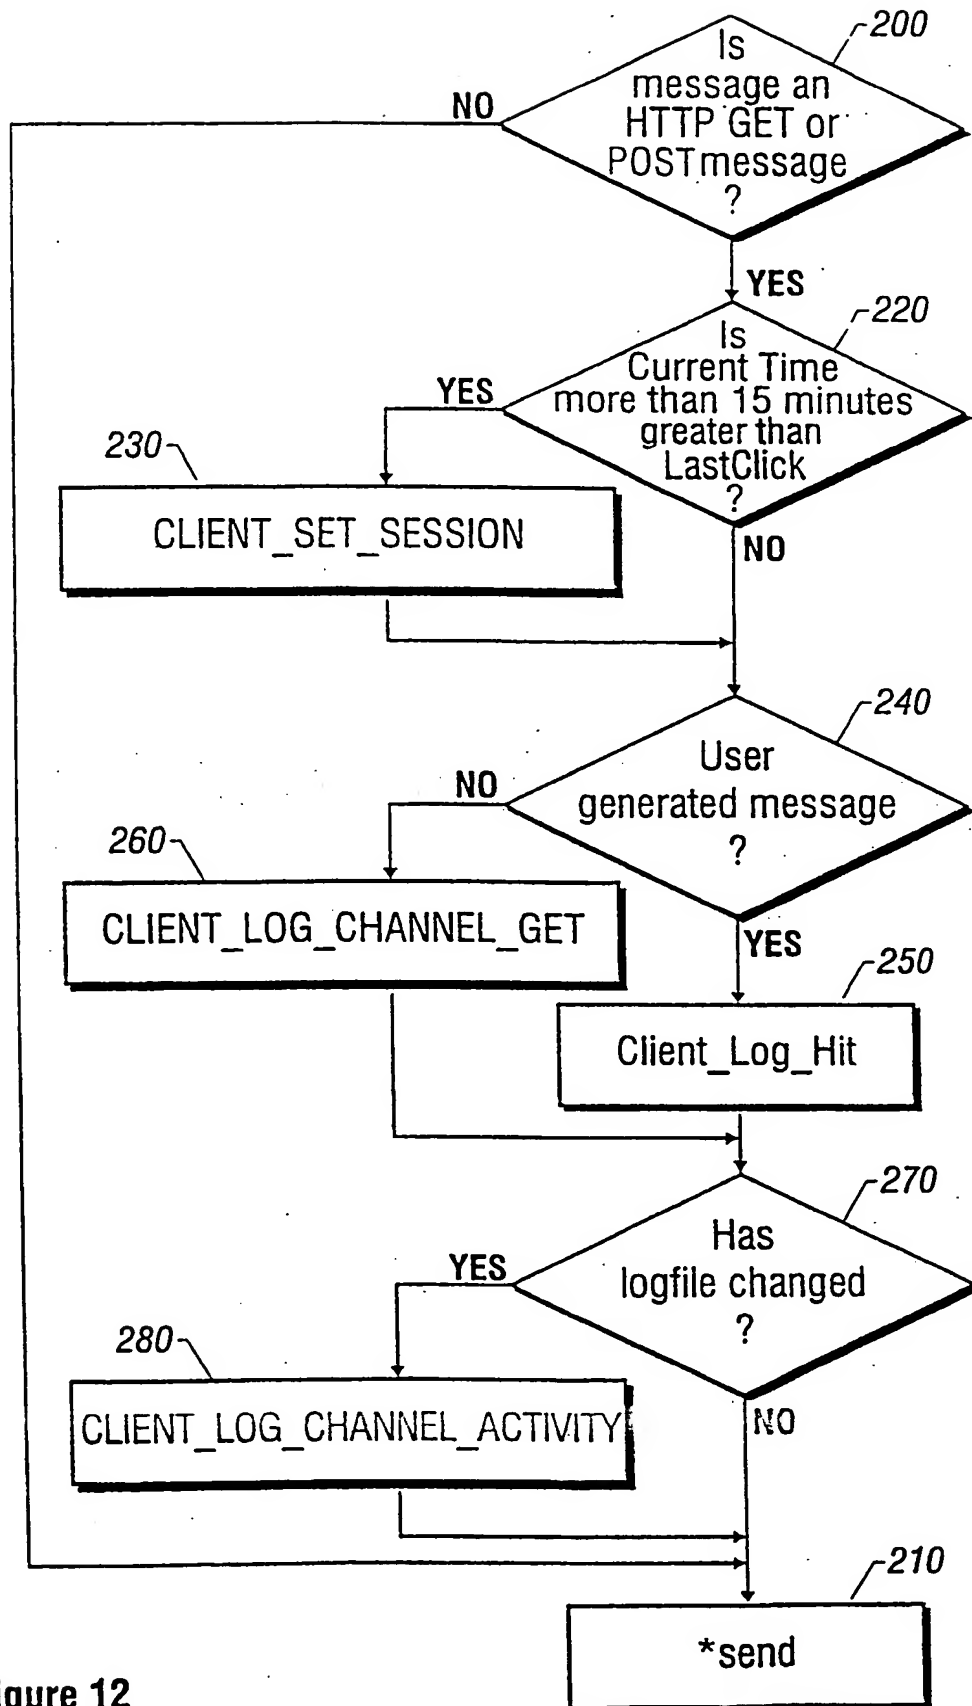 200
Is
message an
HTTP GET or
POST message
?
NO
YES
220
Is
Current Time
more than 15 minutes
greater than
LastClick
?
YES
NO
230
CLIENT_SET_SESSION
240
User
generated message
?
NO
YES
260
CLIENT_LOG_CHANNEL_GET
250
Client_Log_Hit
270
Has
logfile changed
?
YES
NO
280
CLIENT_LOG_CHANNEL_ACTIVITY
210
*send
igure 12